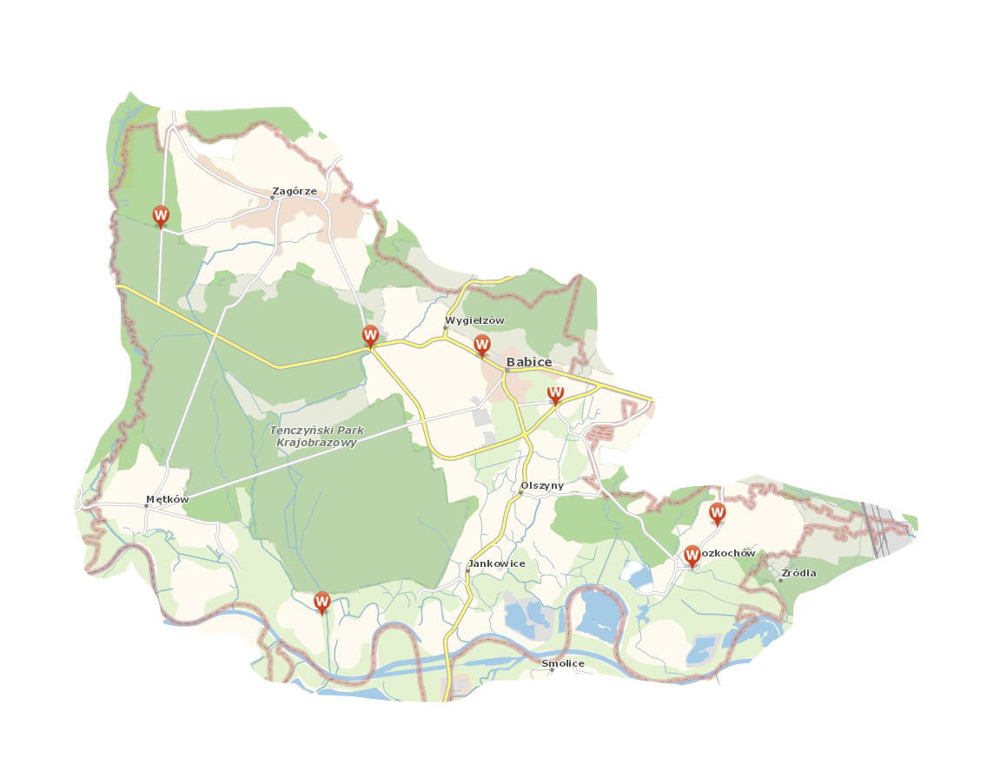 Zagórze
W
Wygiełzów
W
W
Babice
W
Tenczyński Park
Krajobrazowy
Olszyny
Mętków
W
W
ozkochów
Jankowice
Źródła
W
Smolice